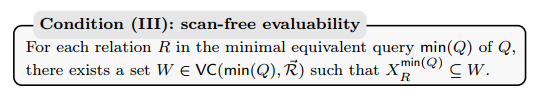 Condition (III): scan-free evaluability
For each relation R in the minimal equivalent query min(Q) of Q,
there exists a set W ∈ VC(min(Q), R⃗) such that X_R^{min(Q)} ⊆ W.